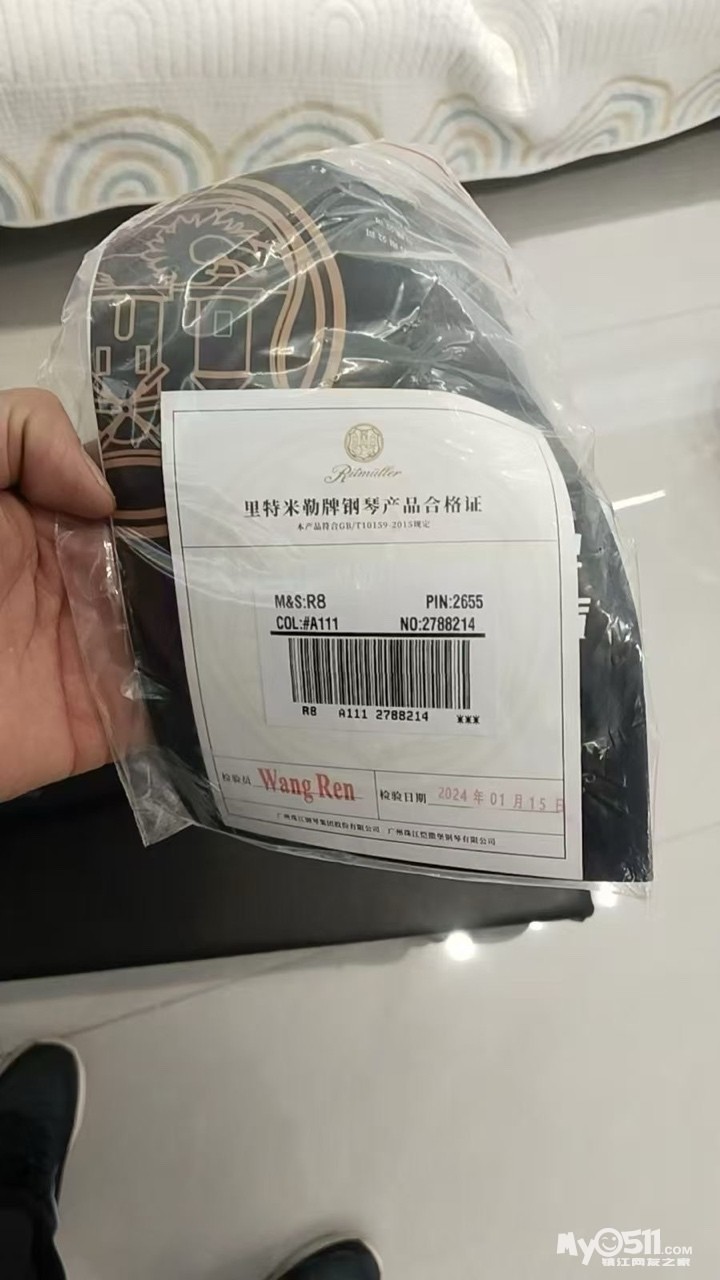 Ritmüller
里特米勒牌钢琴产品合格证
本产品符合GB/T10159-2015规定
M&S:R8 PIN:2655
COL:#A111 NO:2788214
R8 A111 2788214 ***
检验员 Wang Ren 检验日期 2024年01月15日
广州珠江钢琴集团股份有限公司 广州珠江恺撒堡钢琴有限公司
My0511.COM
镇江网友之家